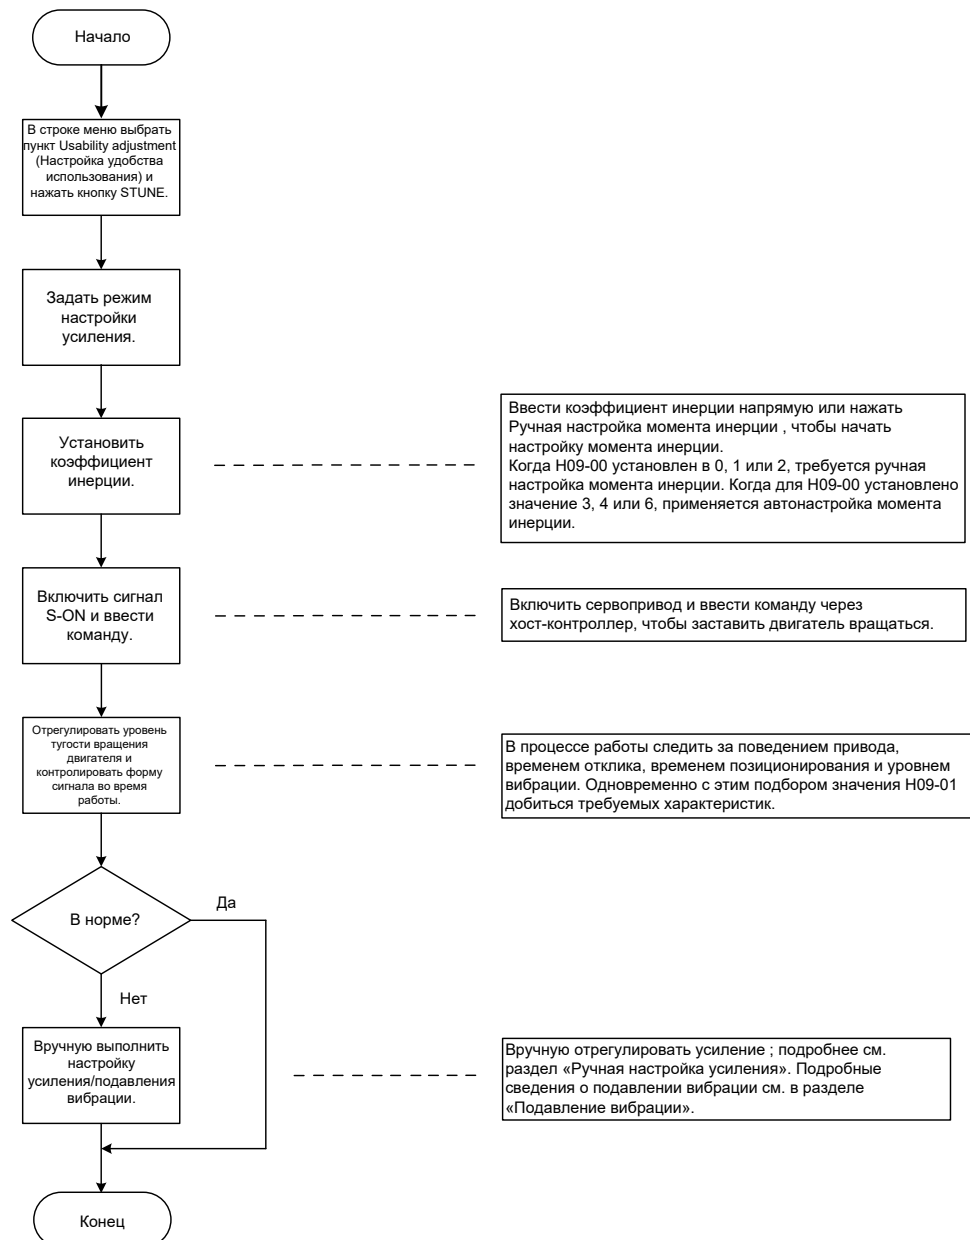 Начало
В строке меню выбрать
пункт Usability adjustment
(Настройка удобства
использования) и
нажать кнопку STUNE.
Задать режим
настройки
усиления.
Установить
коэффициент
инерции.
Ввести коэффициент инерции напрямую или нажать
Ручная настройка момента инерции , чтобы начать
настройку момента инерции.
Когда H09-00 установлен в 0, 1 или 2, требуется ручная
настройка момента инерции. Когда для H09-00 установлено
значение 3, 4 или 6, применяется автонастройка момента
инерции.
Включить сигнал
S-ON и ввести
команду.
Включить сервопривод и ввести команду через
хост-контроллер, чтобы заставить двигатель вращаться.
Отрегулировать уровень
тугости вращения
двигателя и
контролировать форму
сигнала во время
работы.
В процессе работы следить за поведением привода,
временем отклика, временем позиционирования и уровнем
вибрации. Одновременно с этим подбором значения H09-01
добиться требуемых характеристик.
В норме?
Да
Нет
Вручную выполнить
настройку
усиления/подавления
вибрации.
Вручную отрегулировать усиление ; подробнее см.
раздел «Ручная настройка усиления». Подробные
сведения о подавлении вибрации см. в разделе
«Подавление вибрации».
Конец